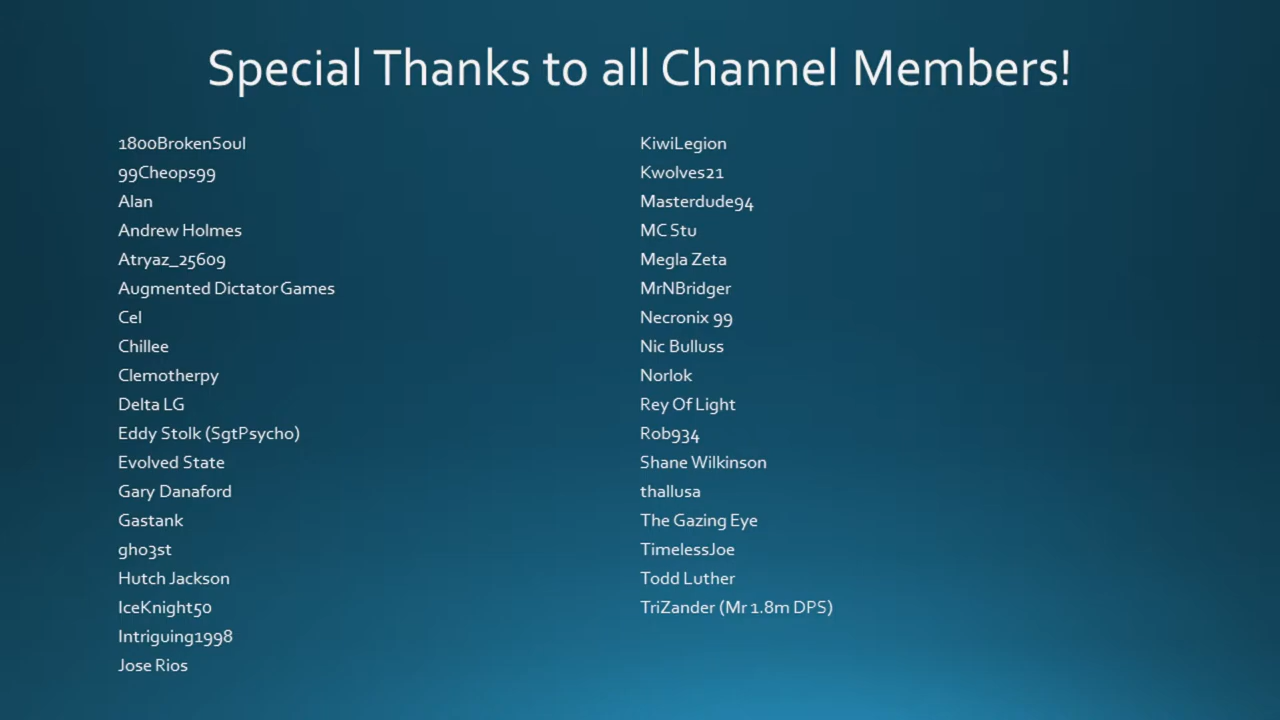 Special Thanks to all Channel Members!
1800BrokenSoul
99Cheops99
Alan
Andrew Holmes
Atryaz_25609
Augmented Dictator Games
Cel
Chillee
Clemotherpy
Delta LG
Eddy Stolk (SgtPsycho)
Evolved State
Gary Danaford
Gastank
gho3st
Hutch Jackson
IceKnight50
Intriguing1998
Jose Rios
KiwiLegion
Kwolves21
Masterdude94
MC Stu
Megla Zeta
MrNBridger
Necronix 99
Nic Bulluss
Norlok
Rey Of Light
Rob934
Shane Wilkinson
thallusa
The Gazing Eye
TimelessJoe
Todd Luther
TriZander (Mr 1.8m DPS)